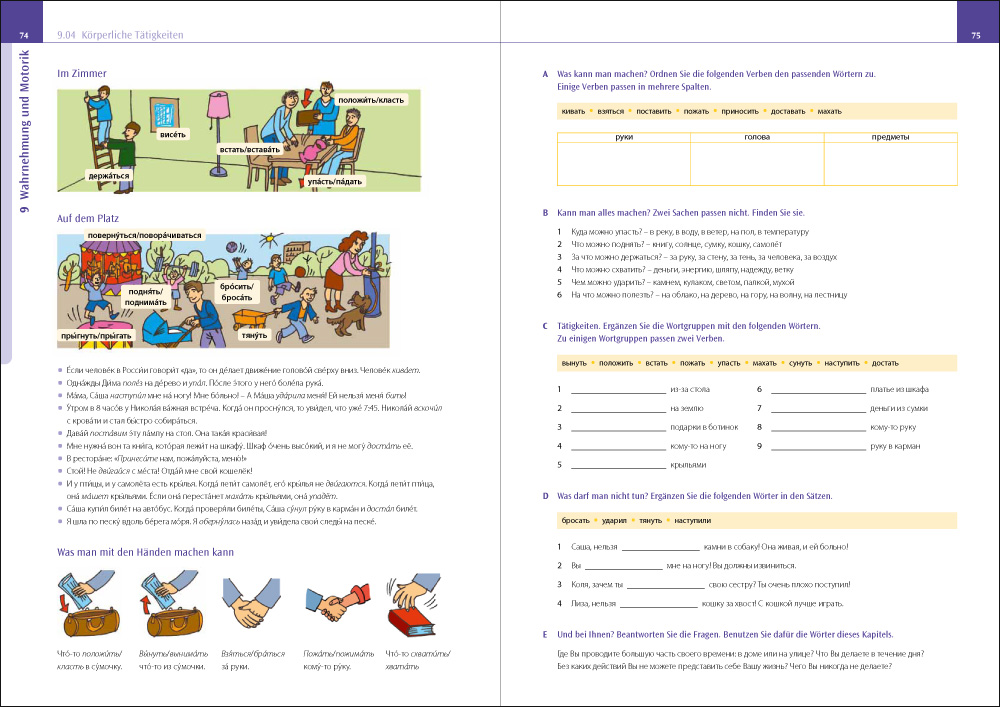 74
9.04 Körperliche Tätigkeiten
9 Wahrnehmung und Motorik
Im Zimmer
положи́ть/класть
висе́ть
встать/встава́ть
держа́ться
упа́сть/па́дать
Auf dem Platz
поверну́ться/повора́чиваться
подня́ть/
поднима́ть
бро́сить/
броса́ть
пры́гнуть/пры́гать
тяну́ть
Е́сли челове́к в Росси́и говори́т «да», то он де́лает движе́ние голово́й све́рху вниз. Челове́к кива́ет.
Одна́жды Ди́ма поле́з на де́рево и упа́л. По́сле э́того у него́ боле́ла рука́.
Ма́ма, Са́ша наступи́л мне на но́гу! Мне бо́льно! – А Ма́ша уда́рила меня́! Ей нельзя́ меня́ бить!
У́тром в 8 часо́в у Никола́я ва́жная встре́ча. Когда́ он просну́лся, то уви́дел, что уже́ 7:45. Никола́й вскочи́л
с крова́ти и стал бы́стро собира́ться.
Дава́й поста́вим э́ту ла́мпу на стол. Она́ така́я краси́вая!
Мне нужна́ вон та кни́га, кото́рая лежи́т на шкафу́. Шкаф о́чень высо́кий, и я не могу́ доста́ть её.
В рестора́не: «Принеси́те нам, пожа́луйста, меню́!»
Стой! Не дви́гайся с ме́ста! Отда́й мне свой кошелёк!
И у пти́цы, и у самолёта есть кры́лья. Когда́ лети́т самолёт, его́ кры́лья не дви́гаются. Когда́ лети́т пти́ца,
она́ ма́шет кры́льями. Е́сли она́ переста́нет маха́ть кры́льями, она́ упадёт.
Са́ша купи́л биле́т на авто́бус. Когда́ проверя́ли биле́ты, Са́ша су́нул ру́ку в карма́н и доста́л биле́т.
Я шла по песку́ вдоль бе́рега мо́ря. Я оберну́лась наза́д и уви́дела свои́ следы́ на песке́.
Was man mit den Händen machen kann
Что́-то положи́ть/
класть в су́мочку.
Вы́нуть/вынима́ть
что́-то из су́мочки.
Взя́ться/бра́ться
за́ руки.
Пожа́ть/пожима́ть
кому́-то ру́ку.
Что́-то схвати́ть/
хвата́ть
75
A Was kann man machen? Ordnen Sie die folgenden Verben den passenden Wörtern zu.
Einige Verben passen in mehrere Spalten.
кивать • взяться • поставить • пожать • приносить • доставать • махать
руки голова предметы
B Kann man alles machen? Zwei Sachen passen nicht. Finden Sie sie.
1 Куда можно упасть? – в реку, в воду, в ветер, на пол, в температуру
2 Что можно поднять? – книгу, солнце, сумку, кошку, самолёт
3 За что можно держаться? – за руку, за стену, за тень, за человека, за воздух
4 Что можно схватить? – деньги, энергию, шляпу, надежду, ветку
5 Чем можно ударить? – камнем, кулаком, светом, палкой, мухой
6 На что можно полезть? – на облако, на дерево, на гору, на волну, на лестницу
C Tätigkeiten. Ergänzen Sie die Wortgruppen mit den folgenden Wörtern.
Zu einigen Wortgruppen passen zwei Verben.
вынуть • положить • встать • пожать • упасть • махать • сунуть • наступить • достать
1 ____________ из-за стола
2 ____________ на землю
3 ____________ подарки в ботинок
4 ____________ кому-то на ногу
5 ____________ крыльями
6 ____________ платье из шкафа
7 ____________ деньги из сумки
8 ____________ кому-то руку
9 ____________ руку в карман
D Was darf man nicht tun? Ergänzen Sie die folgenden Wörter in den Sätzen.
бросать • ударил • тянуть • наступили
1 Саша, нельзя ____________ камни в собаку! Она живая, и ей больно!
2 Вы ____________ мне на ногу! Вы должны извиниться.
3 Коля, зачем ты ____________ свою сестру? Ты очень плохо поступил!
4 Лиза, нельзя ____________ кошку за хвост! С кошкой лучше играть.
E Und bei Ihnen? Beantworten Sie die Fragen. Benutzen Sie dafür die Wörter dieses Kapitels.
Где Вы проводите большую часть своего времени: в доме или на улице? Что Вы делаете в течение дня?
Без каких действий Вы не можете представить себе Вашу жизнь? Чего Вы никогда не делаете?